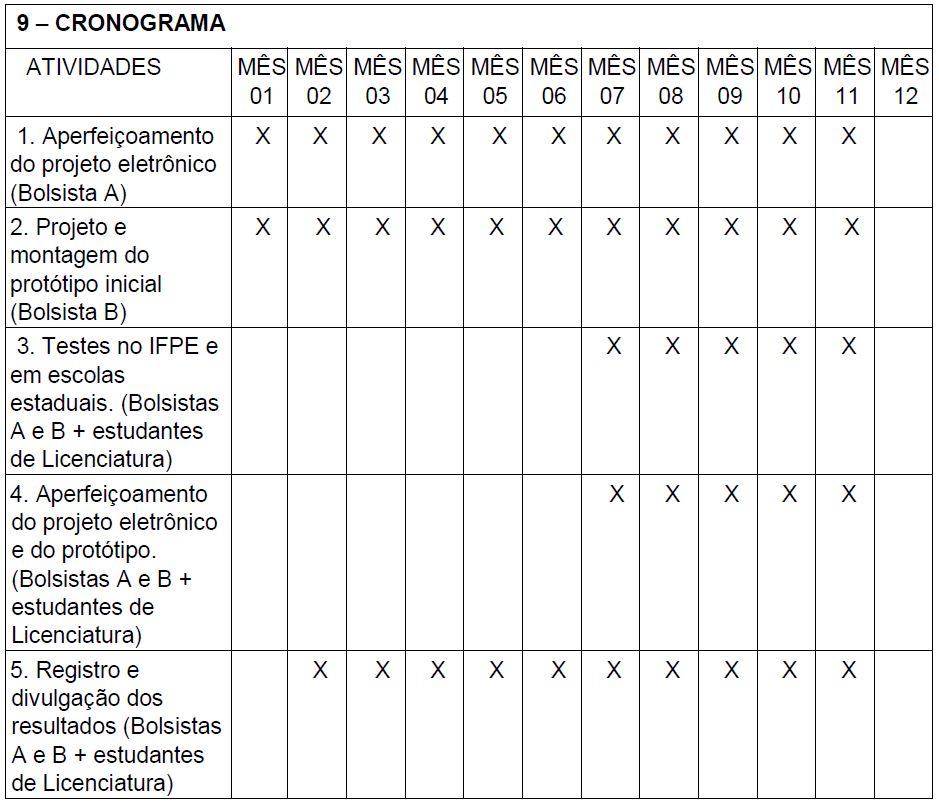 9 – CRONOGRAMA
ATIVIDADES MÊS 01 MÊS 02 MÊS 03 MÊS 04 MÊS 05 MÊS 06 MÊS 07 MÊS 08 MÊS 09 MÊS 10 MÊS 11 MÊS 12
1. Aperfeiçoamento X X X X X X X X X X X
do projeto eletrônico
(Bolsista A)
2. Projeto e X X X X X X X X X X X
montagem do
protótipo inicial
(Bolsista B)
3. Testes no IFPE e X X X X X
em escolas
estaduais. (Bolsistas
A e B + estudantes
de Licenciatura)
4. Aperfeiçoamento X X X X X
do projeto eletrônico
e do protótipo.
(Bolsistas A e B +
estudantes de
Licenciatura)
5. Registro e X X X X X X X X X X
divulgação dos
resultados (Bolsistas
A e B + estudantes
de Licenciatura)